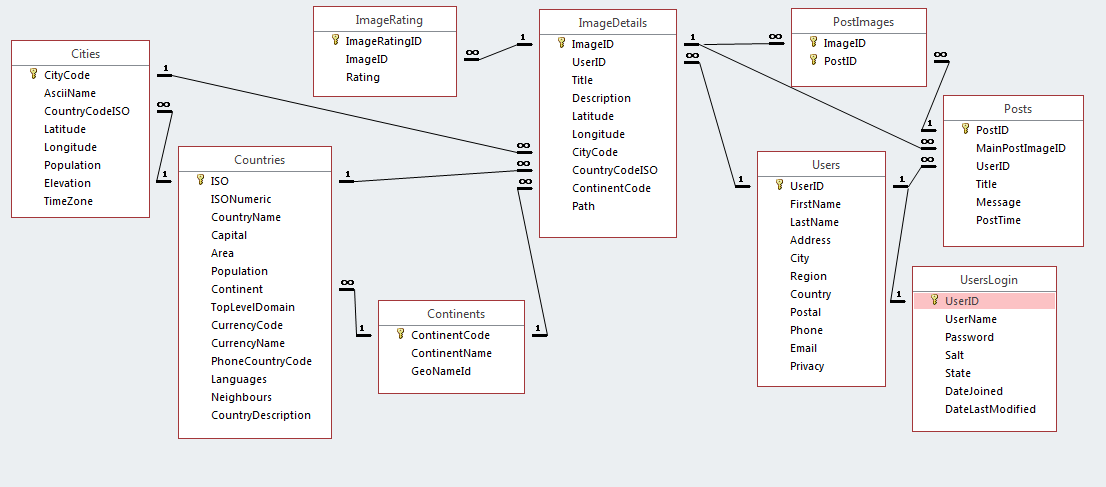 ImageRating
ImageRatingID
ImageID
Rating
ImageDetails
ImageID
UserID
Title
Description
Latitude
Longitude
CityCode
CountryCodeISO
ContinentCode
Path
PostImages
ImageID
PostID
Cities
CityCode
AsciiName
CountryCodeISO
Latitude
Longitude
Population
Elevation
TimeZone
Posts
PostID
MainPostImageID
UserID
Title
Message
PostTime
Countries
ISO
ISONumeric
CountryName
Capital
Area
Population
Continent
TopLevelDomain
CurrencyCode
CurrencyName
PhoneCountryCode
Languages
Neighbours
CountryDescription
Users
UserID
FirstName
LastName
Address
City
Region
Country
Postal
Phone
Email
Privacy
UsersLogin
UserID
UserName
Password
Salt
State
DateJoined
DateLastModified
Continents
ContinentCode
ContinentName
GeoNameId
1
∞
1
∞
∞
1
∞
1
∞
1
∞
∞
1
1
∞
∞
∞
1
1
∞
1
1
1